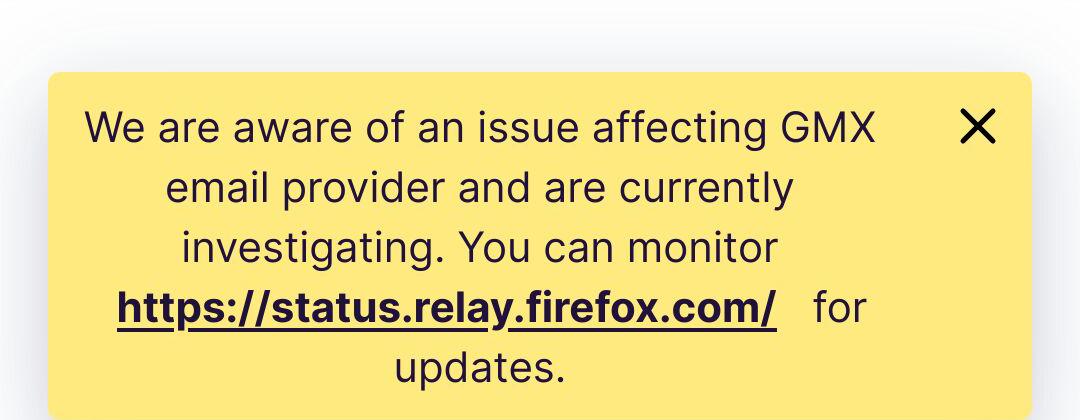 We are aware of an issue affecting GMX
email provider and are currently
investigating. You can monitor
https://status.relay.firefox.com/ for
updates.